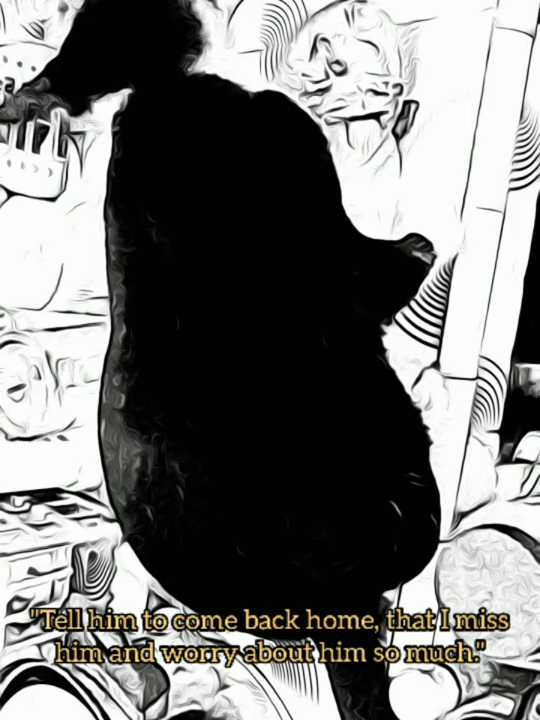 "Tell him to come back home, that I miss
him and worry about him so much."